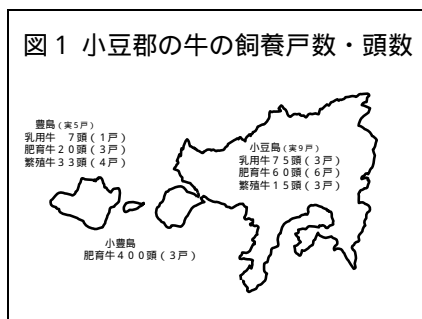 図１ 小豆郡の牛の飼養戸数・頭数
豊島（実５戸）
乳用牛　７頭（１戸）
肥育牛２０頭（３戸）
繁殖牛３３頭（４戸）
小豆島（実９戸）
乳用牛７５頭（３戸）
肥育牛６０頭（６戸）
繁殖牛１５頭（３戸）
小豊島
肥育牛４００頭（３戸）